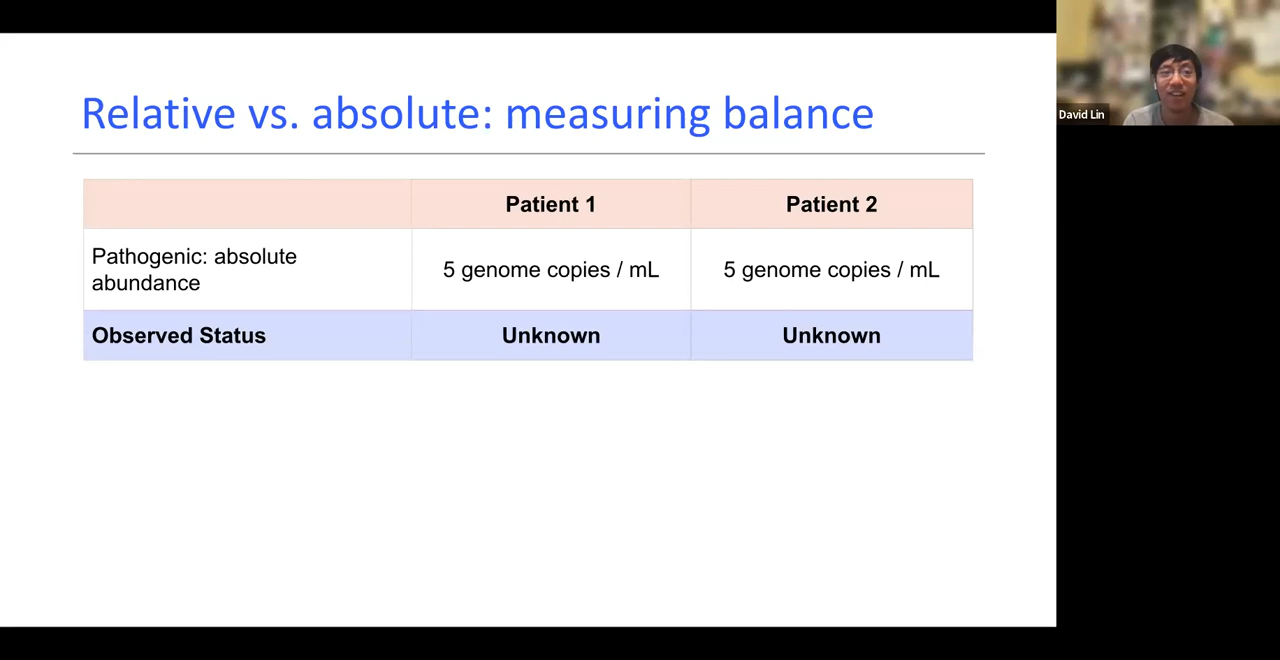 Relative vs. absolute: measuring balance
Patient 1
Patient 2
Pathogenic: absolute
abundance
5 genome copies / mL
5 genome copies / mL
Observed Status
Unknown
Unknown
David Lin